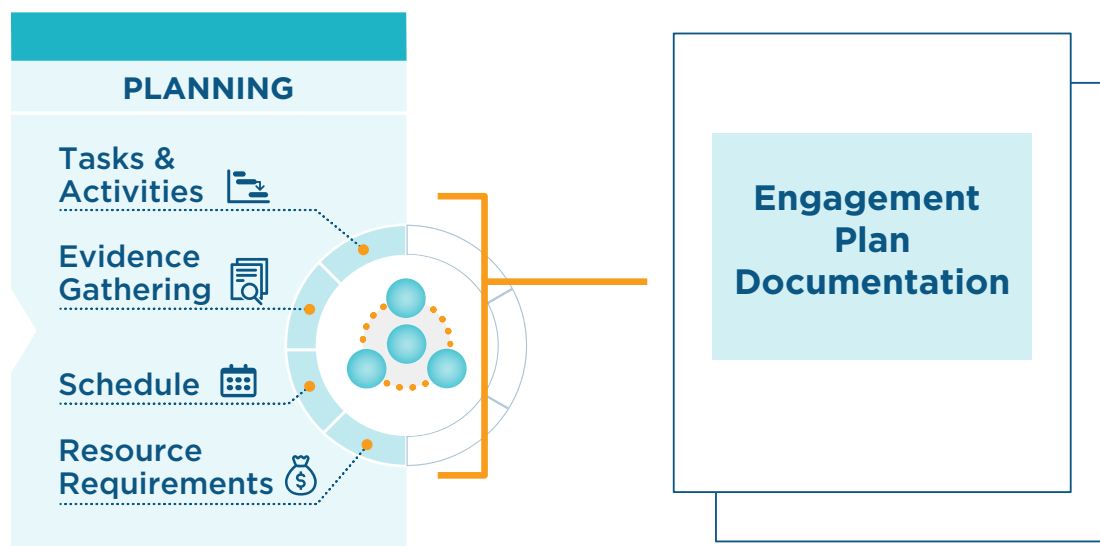 PLANNING
Tasks &
Activities
Evidence
Gathering
Schedule
Resource
Requirements
$
Engagement
Plan
Documentation